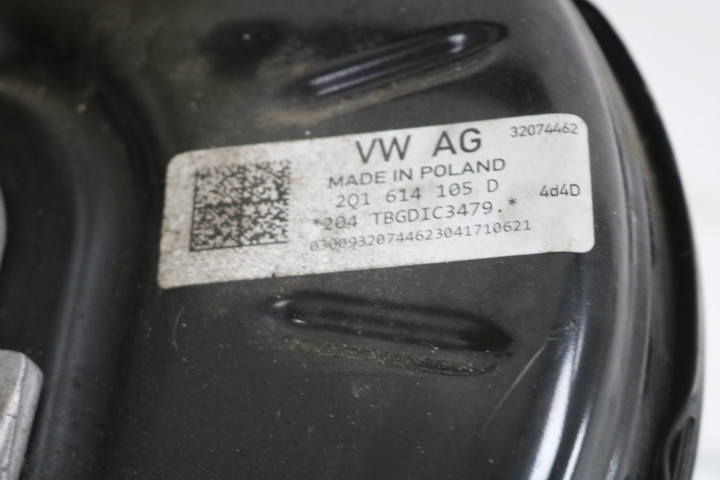 VW AG 32074462
MADE IN POLAND
2Q1 614 105 D 4d4D
*204 TBGDIC3479.*
03009320744623041710621